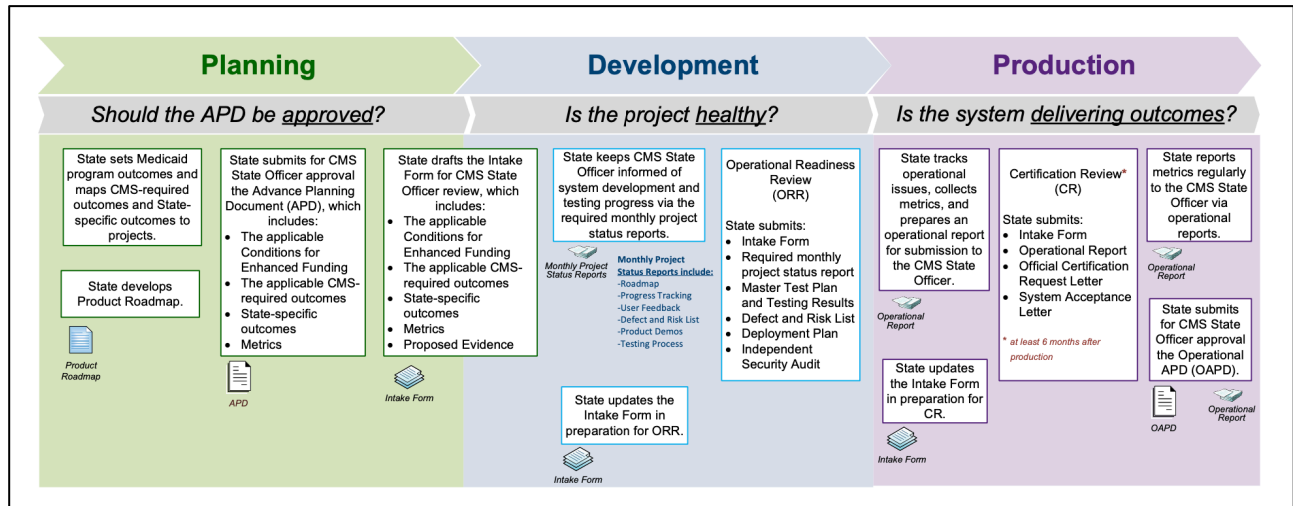 Planning
Development
Production
Should the APD be approved?
Is the project healthy?
Is the system delivering outcomes?
State sets Medicaid
program outcomes and
maps CMS-required
outcomes and State-
specific outcomes to
projects.
State develops
Product Roadmap.
Product
Roadmap
State submits for CMS
State Officer approval
the Advance Planning
Document (APD), which
includes:
• The applicable
Conditions for
Enhanced Funding
• The applicable CMS-
required outcomes
• State-specific
outcomes
• Metrics
APD
State drafts the Intake
Form for CMS State
Officer review, which
includes:
• The applicable
Conditions for
Enhanced Funding
• The applicable CMS-
required outcomes
• State-specific
outcomes
• Metrics
• Proposed Evidence
Intake Form
State keeps CMS State
Officer informed of
system development and
testing progress via the
required monthly project
status reports.
Monthly Project
Status Reports
Monthly Project
Status Reports include:
-Roadmap
-Progress Tracking
-User Feedback
-Defect and Risk List
-Product Demos
-Testing Process
State updates the
Intake Form in
preparation for ORR.
Intake Form
Operational Readiness
Review
(ORR)
State submits:
• Intake Form
• Required monthly
project status report
• Master Test Plan
and Testing Results
• Defect and Risk List
• Deployment Plan
• Independent
Security Audit
State tracks
operational
issues, collects
metrics, and
prepares an
operational report
for submission to
the CMS State
Officer.
Operational
Report
State updates
the Intake Form
in preparation for
CR.
Intake Form
Certification Review*
(CR)
State submits:
• Intake Form
• Operational Report
• Official Certification
Request Letter
• System Acceptance
Letter
* at least 6 months after
production
State reports
metrics regularly
to the CMS State
Officer via
operational
reports.
Operational
Report
State submits
for CMS State
Officer approval
the Operational
APD (OAPD).
OAPD
Operational
Report